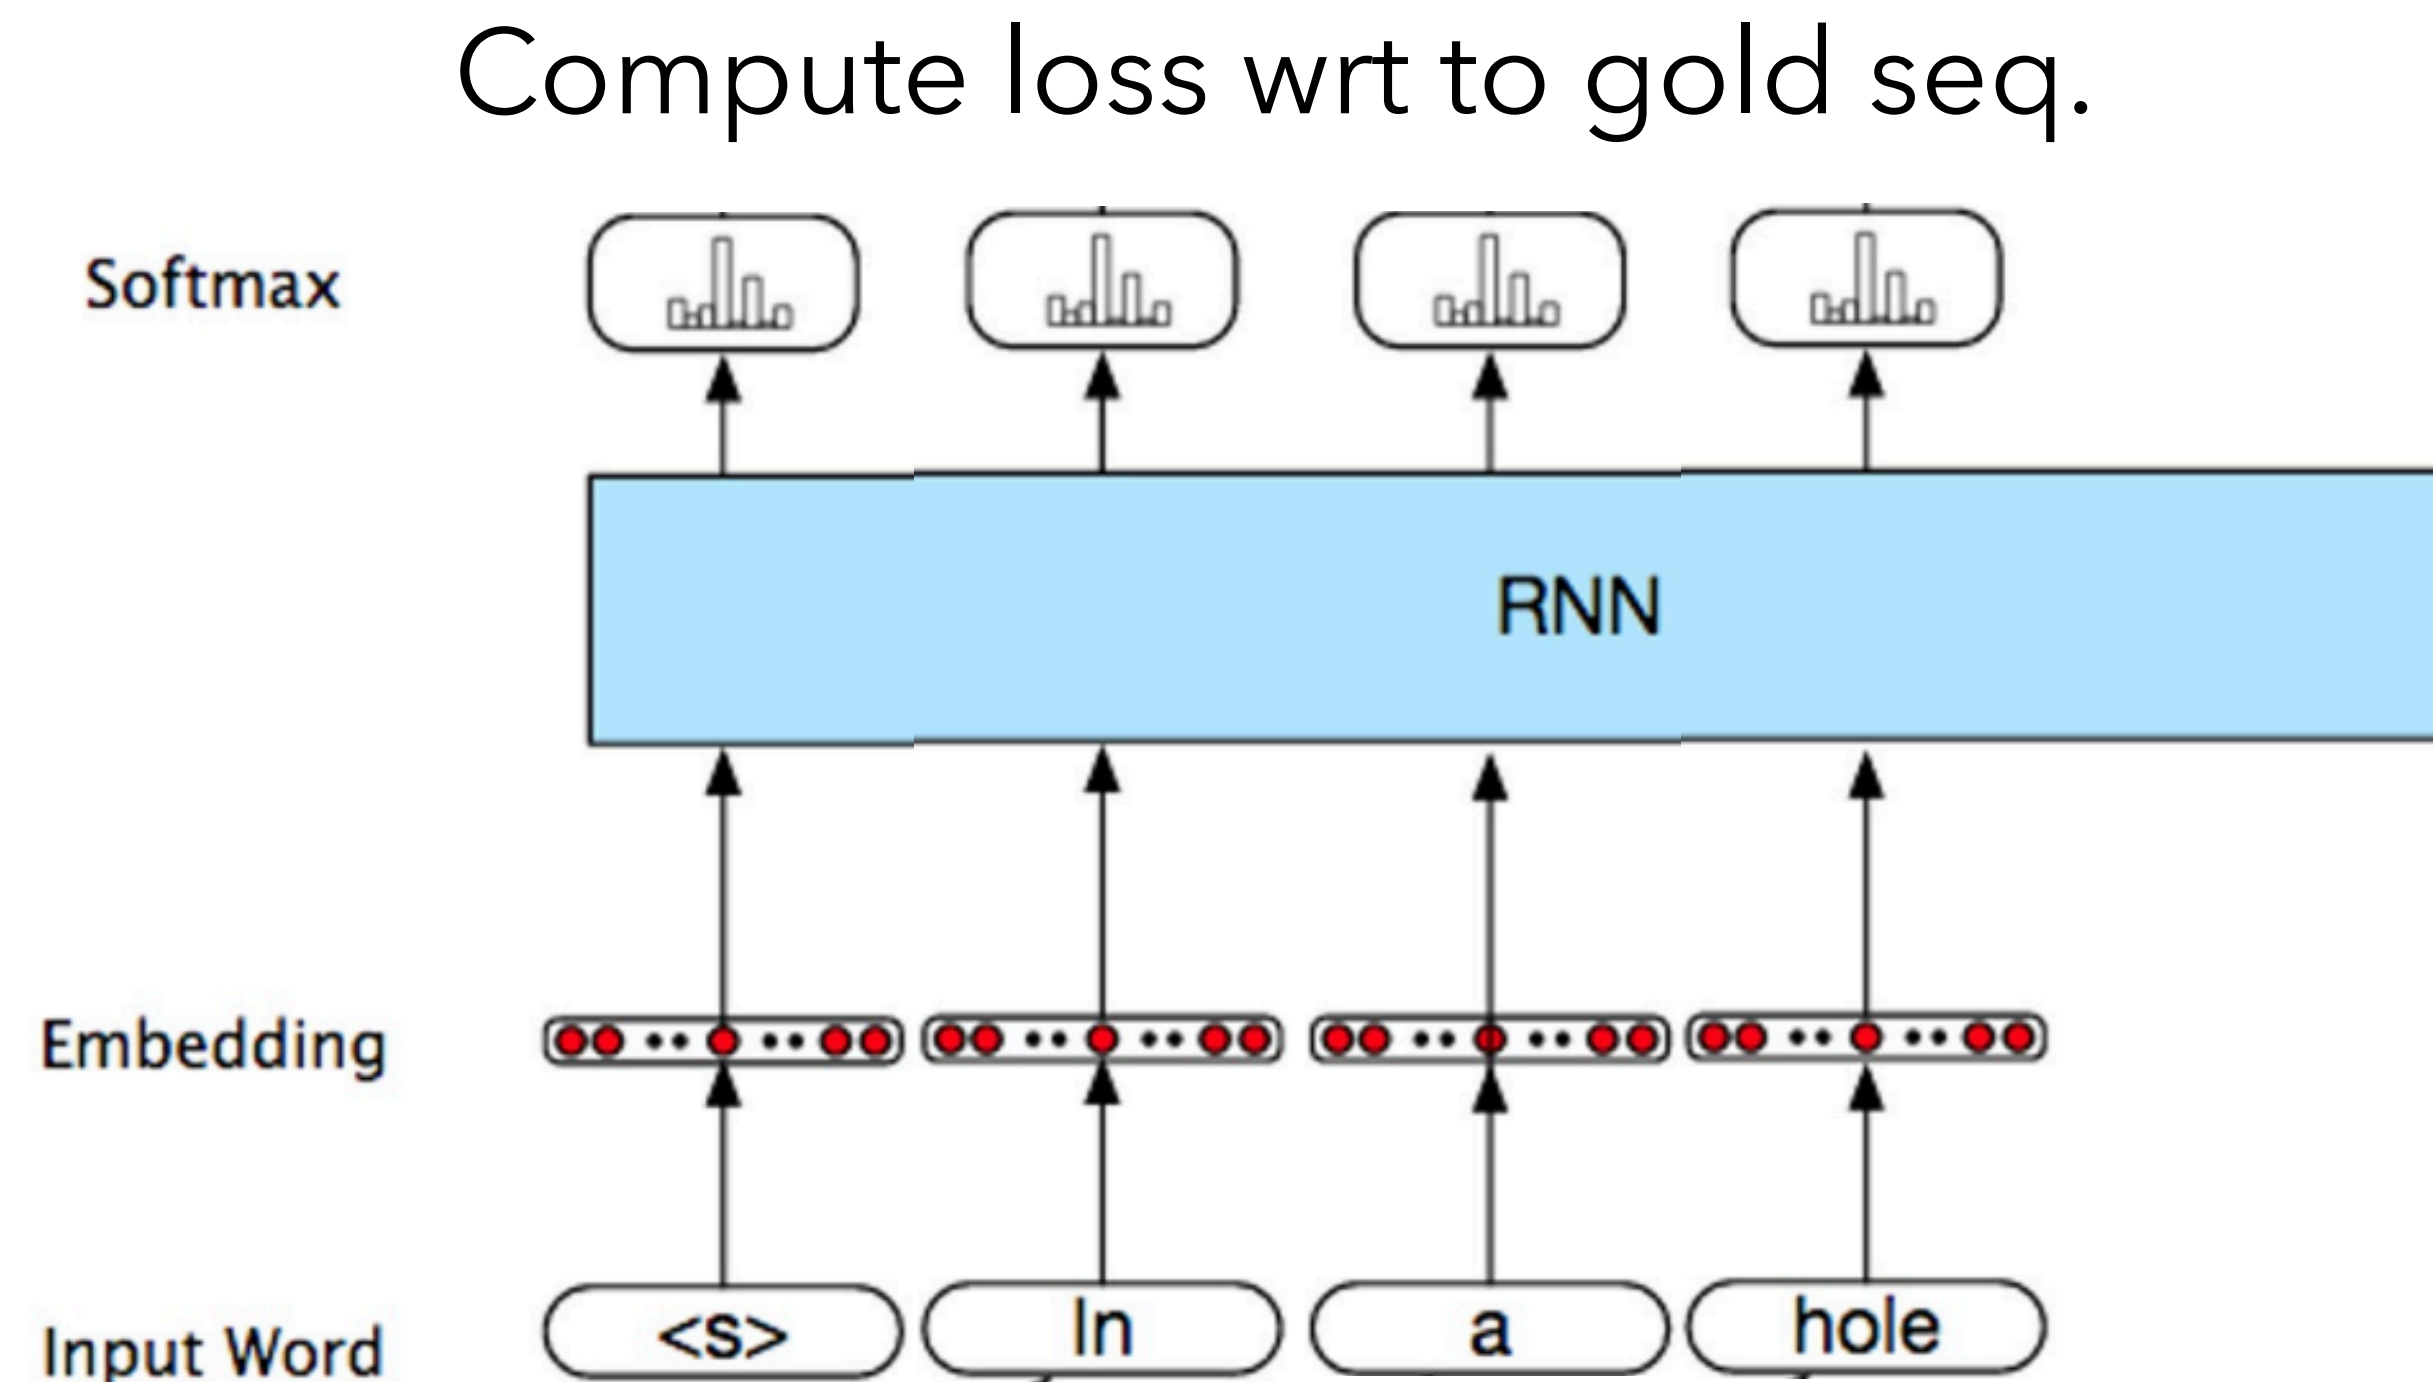 Compute loss wrt to gold seq.
Softmax
RNN
Embedding
Input Word <s> In a hole